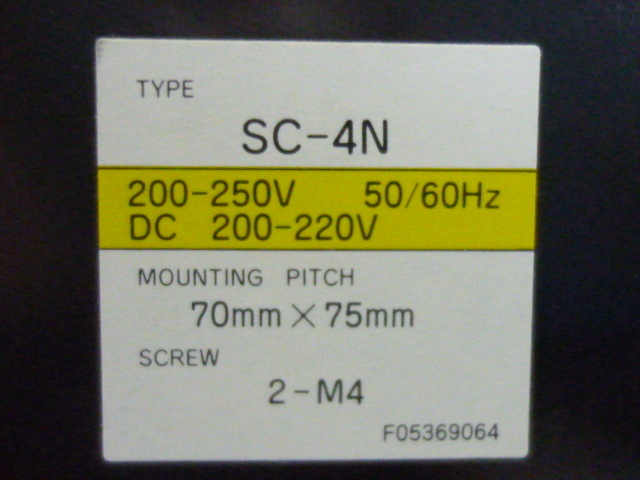 TYPE
SC-4N
200-250V 50/60Hz
DC 200-220V
MOUNTING PITCH
70mm×75mm
SCREW
2-M4
F05369064